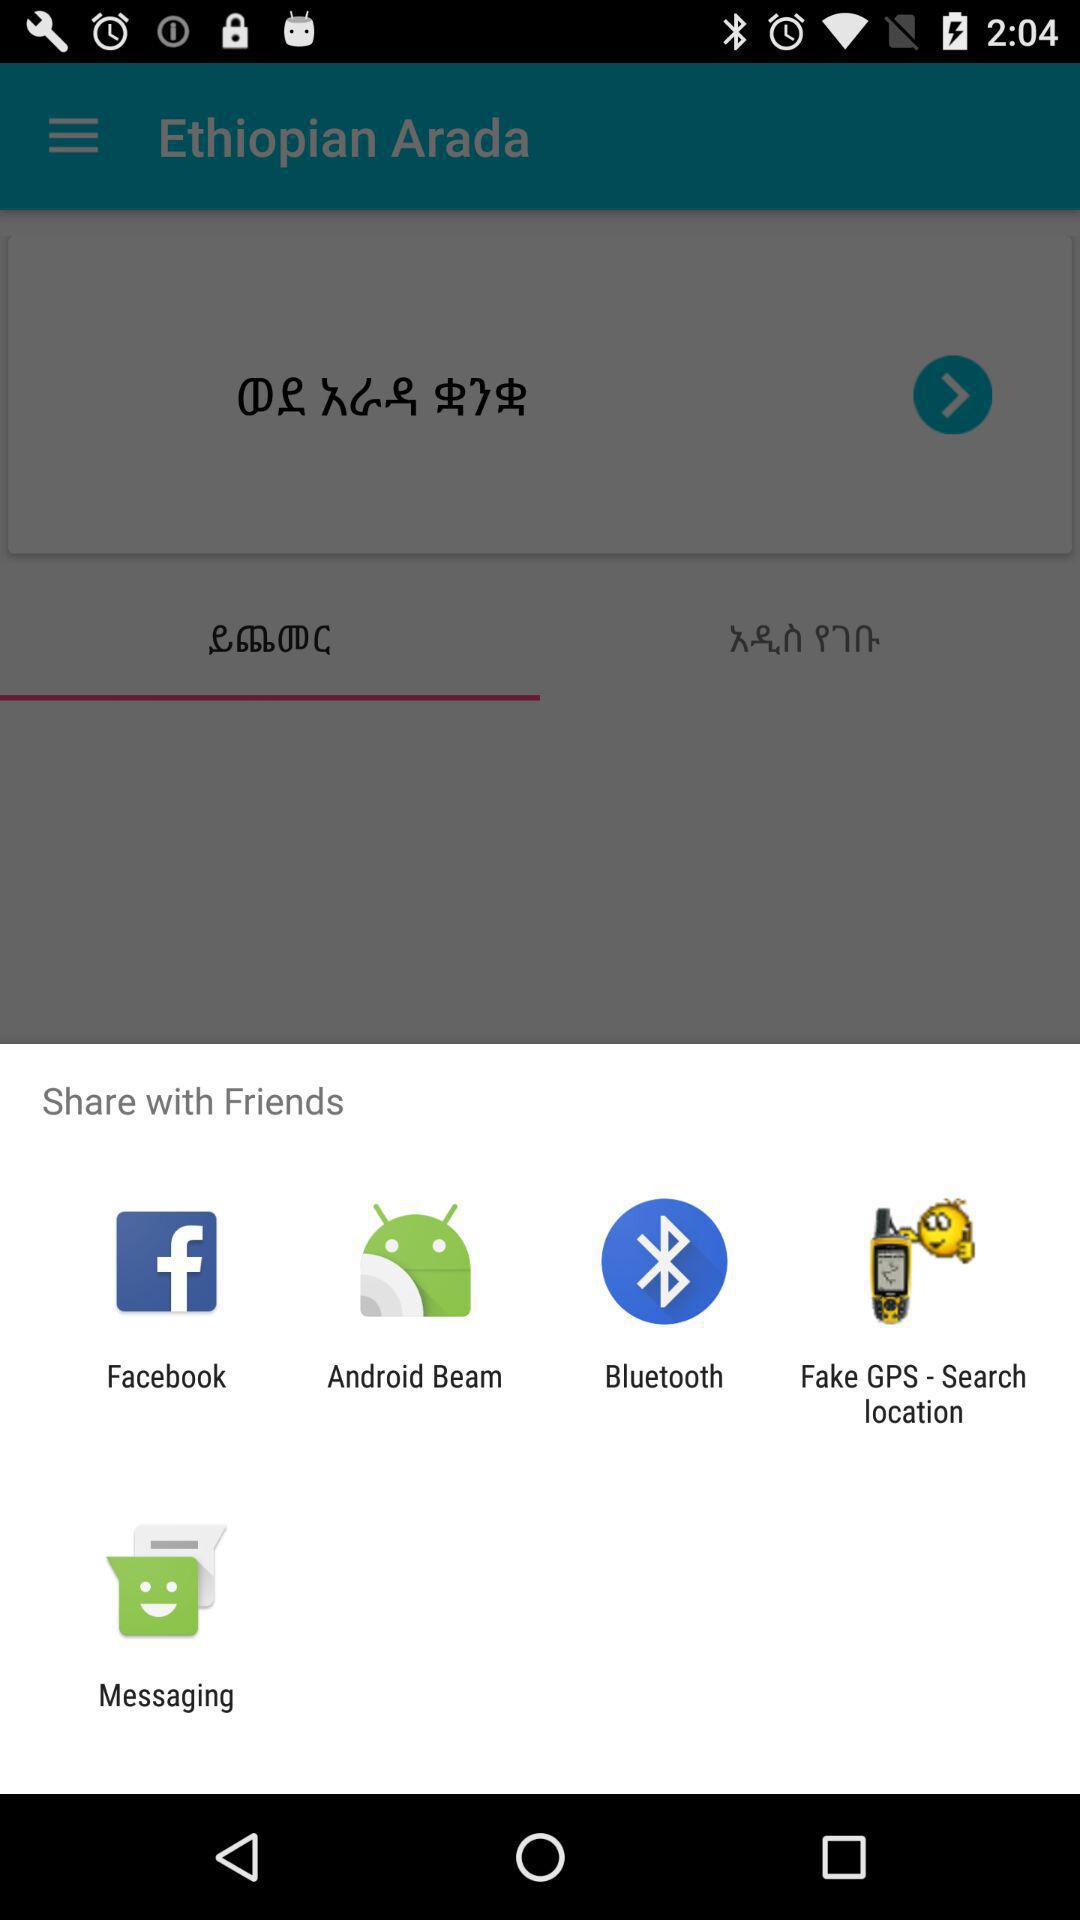 2:04
Ethiopian Arada
ወደ አራዳ ቋንቋ
ይጨመር
አዲስ የገቡ
Share with Friends
Facebook
Android Beam
Bluetooth
Fake GPS - Search
location
Messaging